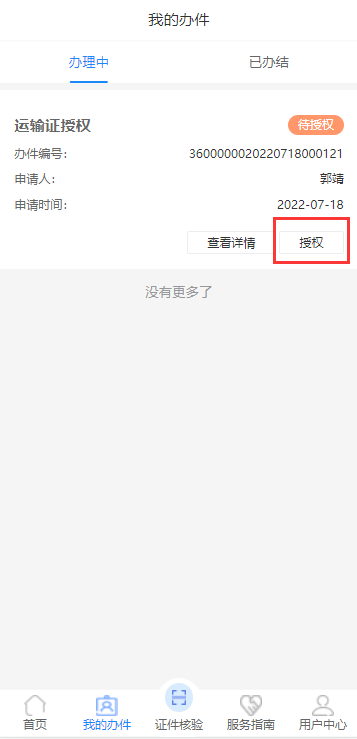 我的办件
办理中 已办结
运输证授权 待授权
办件编号： 3600000020220718000121
申请人： 郭靖
申请时间： 2022-07-18
查看详情 授权
没有更多了
首页 我的办件 证件核验 服务指南 用户中心